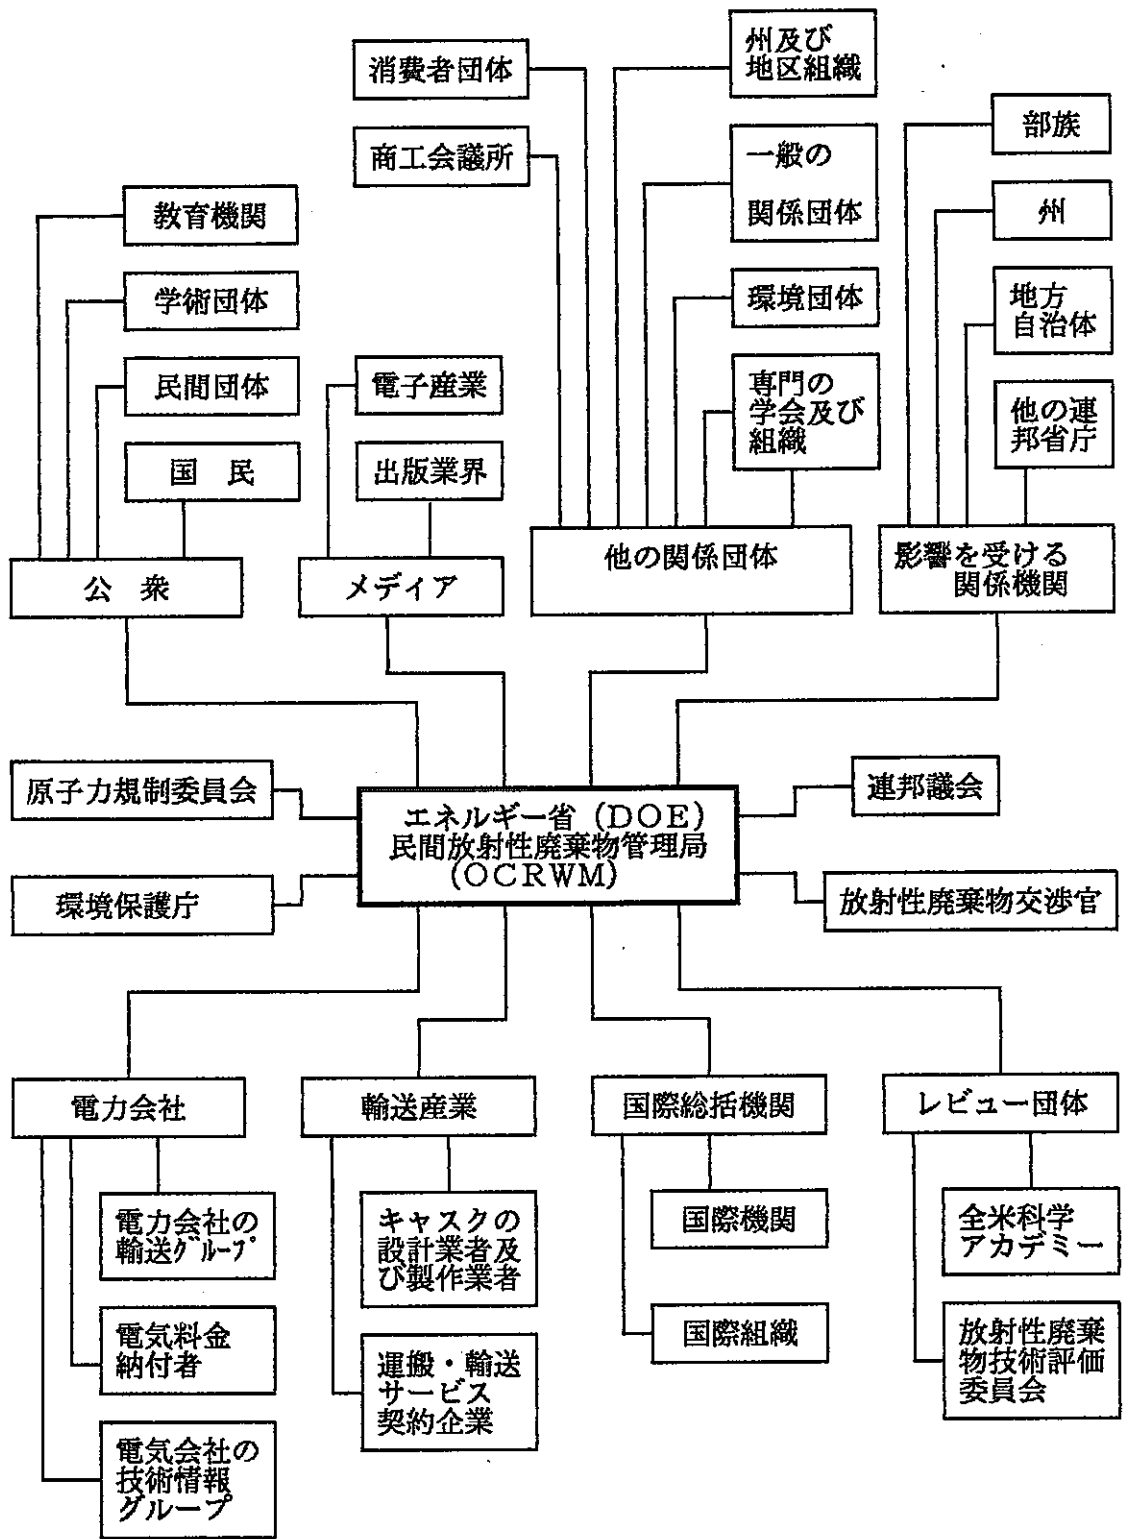 消費者団体
州及び
地区組織
部族
商工会議所
一般の
関係団体
教育機関
州
学術団体
環境団体
地方
自治体
民間団体
電子産業
専門の
学会及び
組織
他の連
邦省庁
国　民
出版業界
公　衆
メディア
他の関係団体
影響を受ける
関係機関
原子力規制委員会
エネルギー省（DOE）
民間放射性廃棄物管理局
（OCRWM）
連邦議会
環境保護庁
放射性廃棄物交渉官
電力会社
輸送産業
国際総括機関
レビュー団体
電力会社の
輸送ｸﾞﾙｰﾌﾟ
キャスクの
設計業者及
び製作業者
国際機関
全米科学
アカデミー
電気料金
納付者
運搬・輸送
サービス
契約企業
国際組織
放射性廃棄
物技術評価
委員会
電気会社の
技術情報
グループ